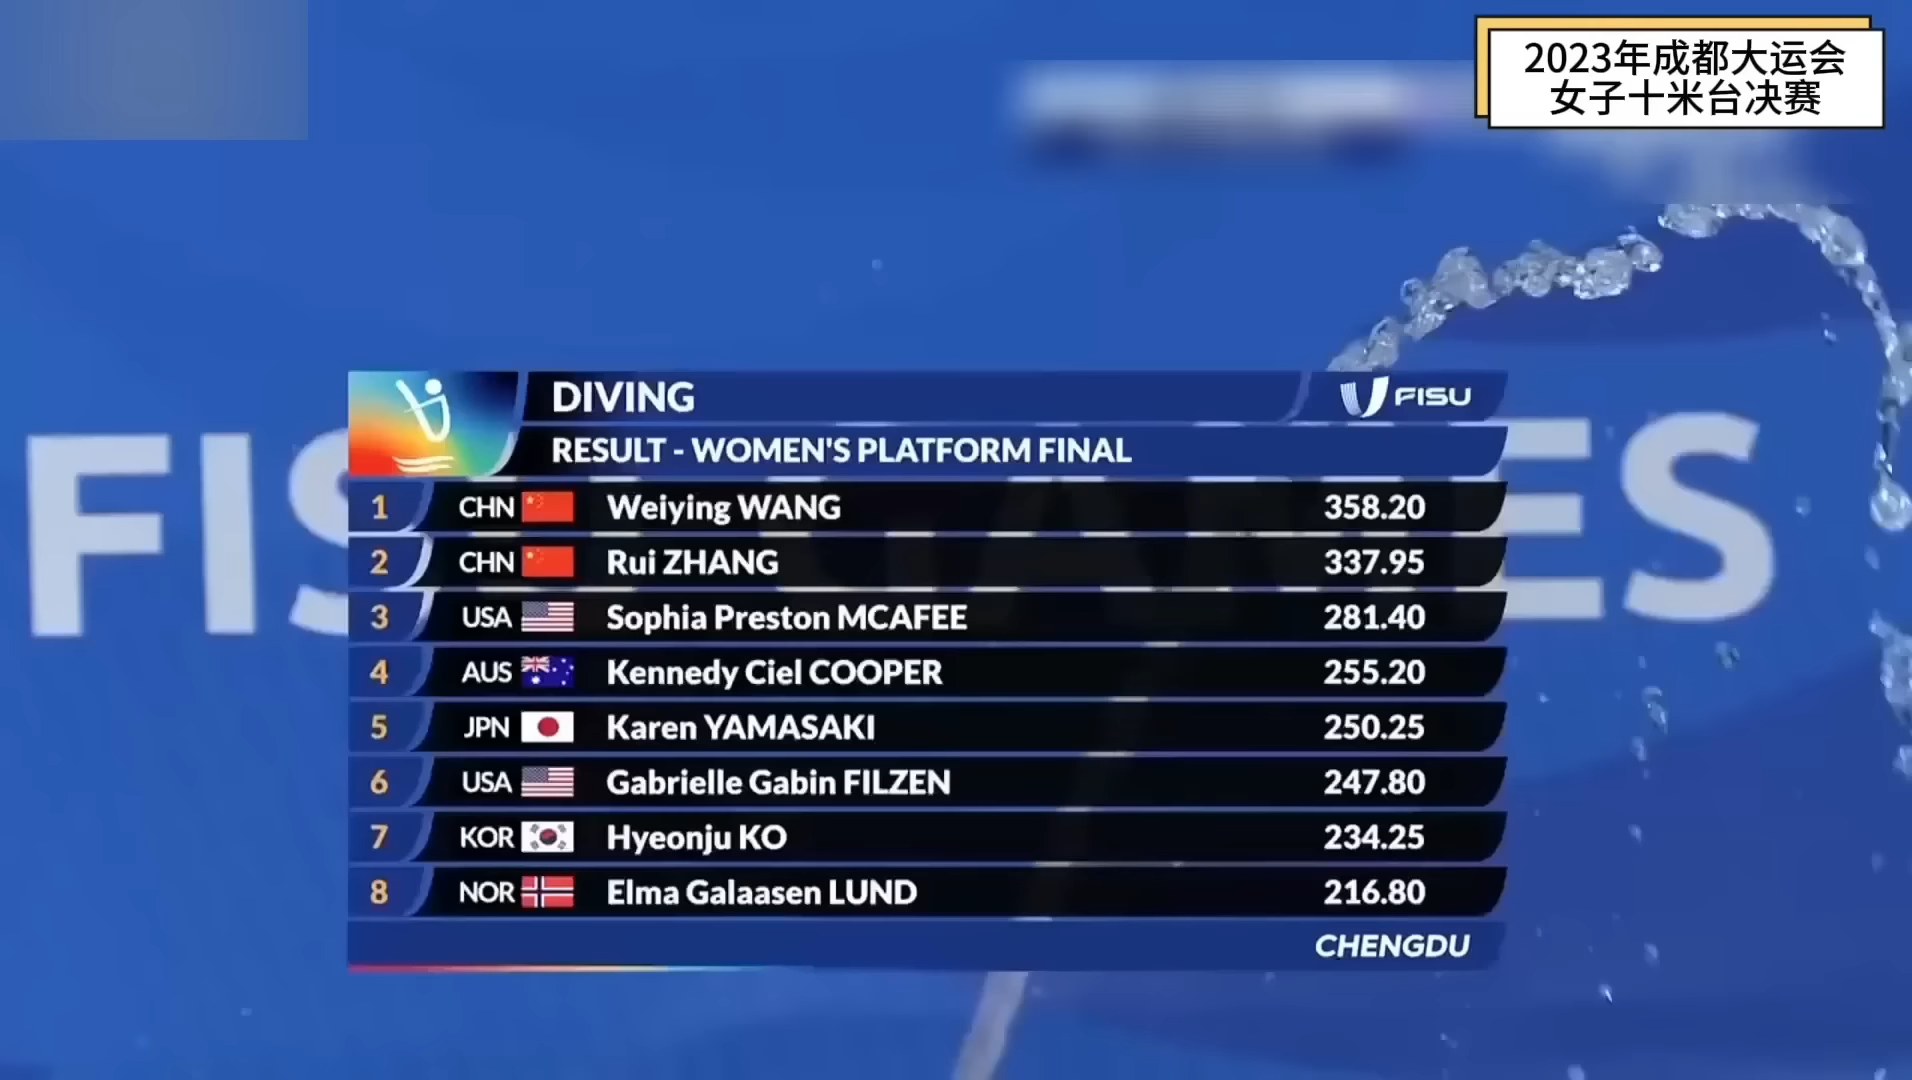 2023年成都大运会
女子十米台决赛
DIVING
FISU
RESULT - WOMEN'S PLATFORM FINAL
1 CHN Weiying WANG 358.20
2 CHN Rui ZHANG 337.95
3 USA Sophia Preston MCAFEE 281.40
4 AUS Kennedy Ciel COOPER 255.20
5 JPN Karen YAMASAKI 250.25
6 USA Gabrielle Gabin FILZEN 247.80
7 KOR Hyeonju KO 234.25
8 NOR Elma Galaasen LUND 216.80
CHENGDU